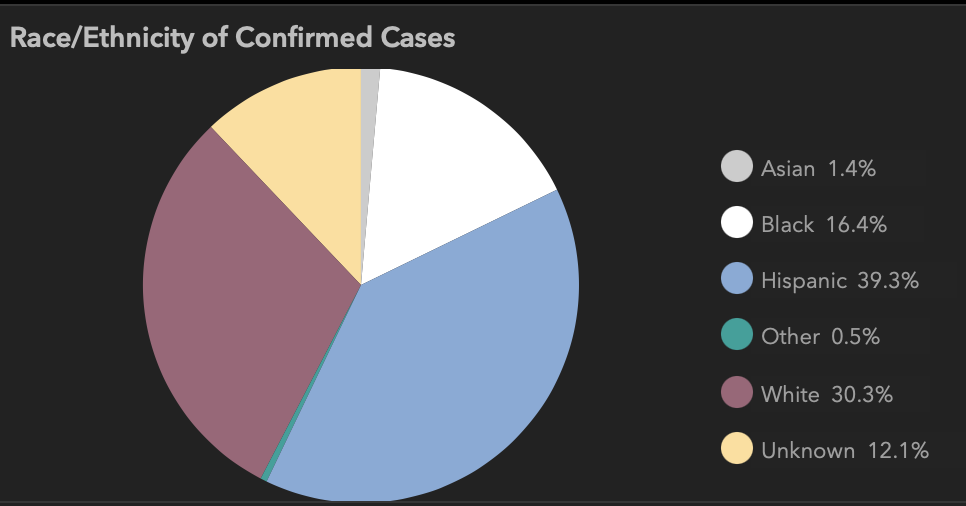 Race/Ethnicity of Confirmed Cases
Asian 1.4%
Black 16.4%
Hispanic 39.3%
Other 0.5%
White 30.3%
Unknown 12.1%